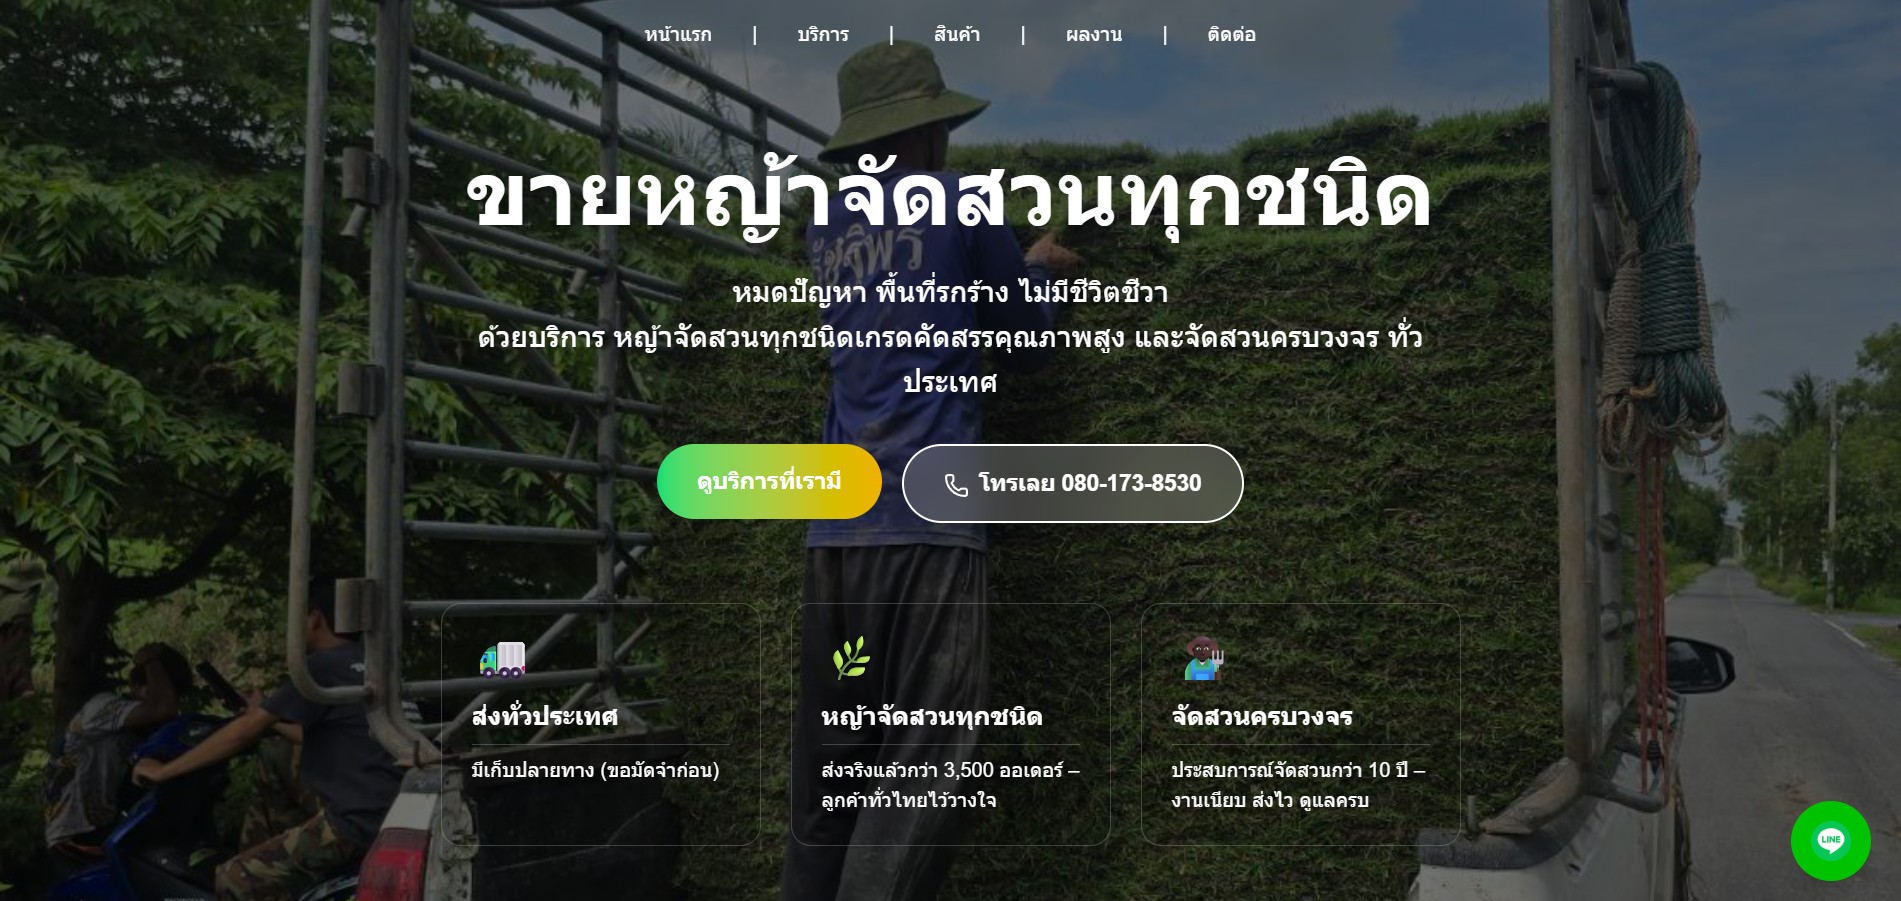 หน้าแรก | บริการ | สินค้า | ผลงาน | ติดต่อ
ขายหญ้าจัดสวนทุกชนิด
หมดปัญหา พื้นที่รกร้าง ไม่มีชีวิตชีวา
ด้วยบริการ หญ้าจัดสวนทุกชนิดเกรดคัดสรรคุณภาพสูง และจัดสวนครบวงจร ทั่ว
ประเทศ
ดูบริการที่เรามี
โทรเลย 080-173-8530
ส่งทั่วประเทศ
มีเก็บปลายทาง (ขอมัดจำก่อน)
หญ้าจัดสวนทุกชนิด
ส่งจริงแล้วกว่า 3,500 ออเดอร์ –
ลูกค้าทั่วไทยไว้วางใจ
จัดสวนครบวงจร
ประสบการณ์จัดสวนกว่า 10 ปี –
งานเนียบ ส่งไว ดูแลครบ
LINE